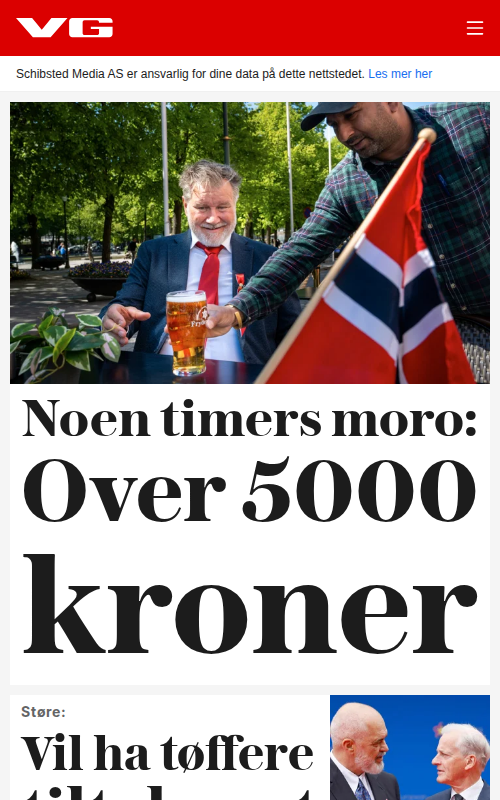 VG
Schibsted Media AS er ansvarlig for dine data på dette nettstedet. Les mer her
Noen timers moro:
Over 5000
kroner
Støre:
Vil ha tøffere